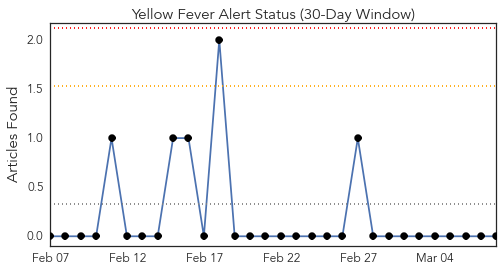 Yellow Fever Alert Status (30-Day Window)
Articles Found
2.0
1.5
1.0
0.5
0.0
Feb 07 Feb 12 Feb 17 Feb 22 Feb 27 Mar 04